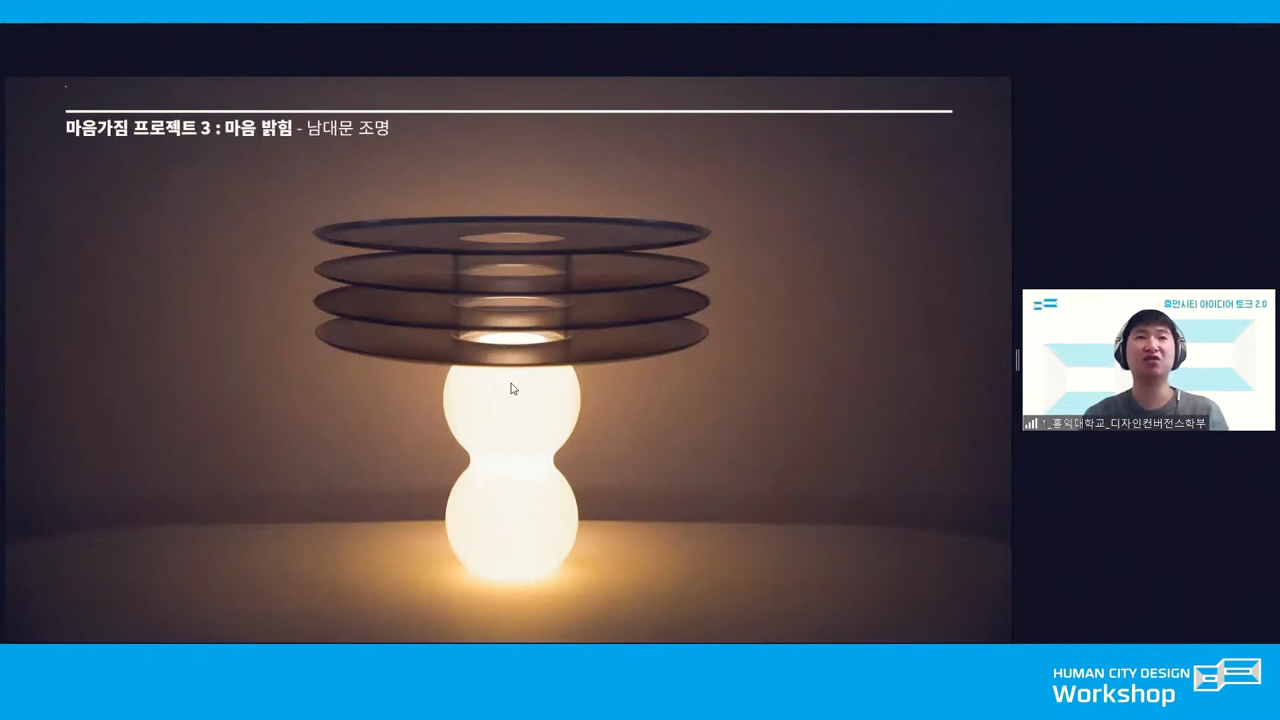 마음가짐 프로젝트 3 : 마음 밝힘 - 남대문 조명
휴먼시티 아이디어 토크 2.0
1_홍익대학교_디자인컨버전스학부
HUMAN CITY DESIGN
Workshop